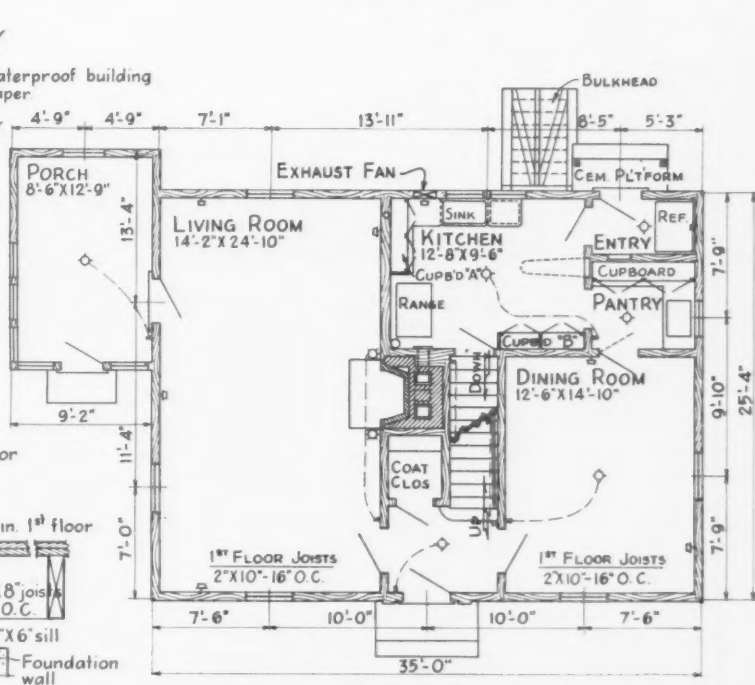 aterproof building
aper
4'-9"
4'-9"
7'-1"
13'-11"
8'-5"
5'-3"
BULKHEAD
PORCH
8'-6"X12'-9"
EXHAUST FAN
CEM. PL'T'FORM
13'-4"
LIVING ROOM
14'-2"X24'-10"
SINK
KITCHEN
12'-8"X9'-6"
CUPB'D "A"
ENTRY
REF.
CUPBOARD
PANTRY
7'-9"
RANGE
CUPB'D "B"
DOWN
DINING ROOM
12'-6"X14'-10"
9'-10"
25'-4"
9'-2"
11'-4"
or
COAT
CLOS
UP
in. 1ST floor
7'-0"
1ST FLOOR JOISTS
2"X10"-16" O.C.
1ST FLOOR JOISTS
2"X10"-16" O.C.
7'-9"
8" joists
O.C.
"X6" sill
Foundation
wall
7'-6"
10'-0"
10'-0"
7'-6"
35'-0"